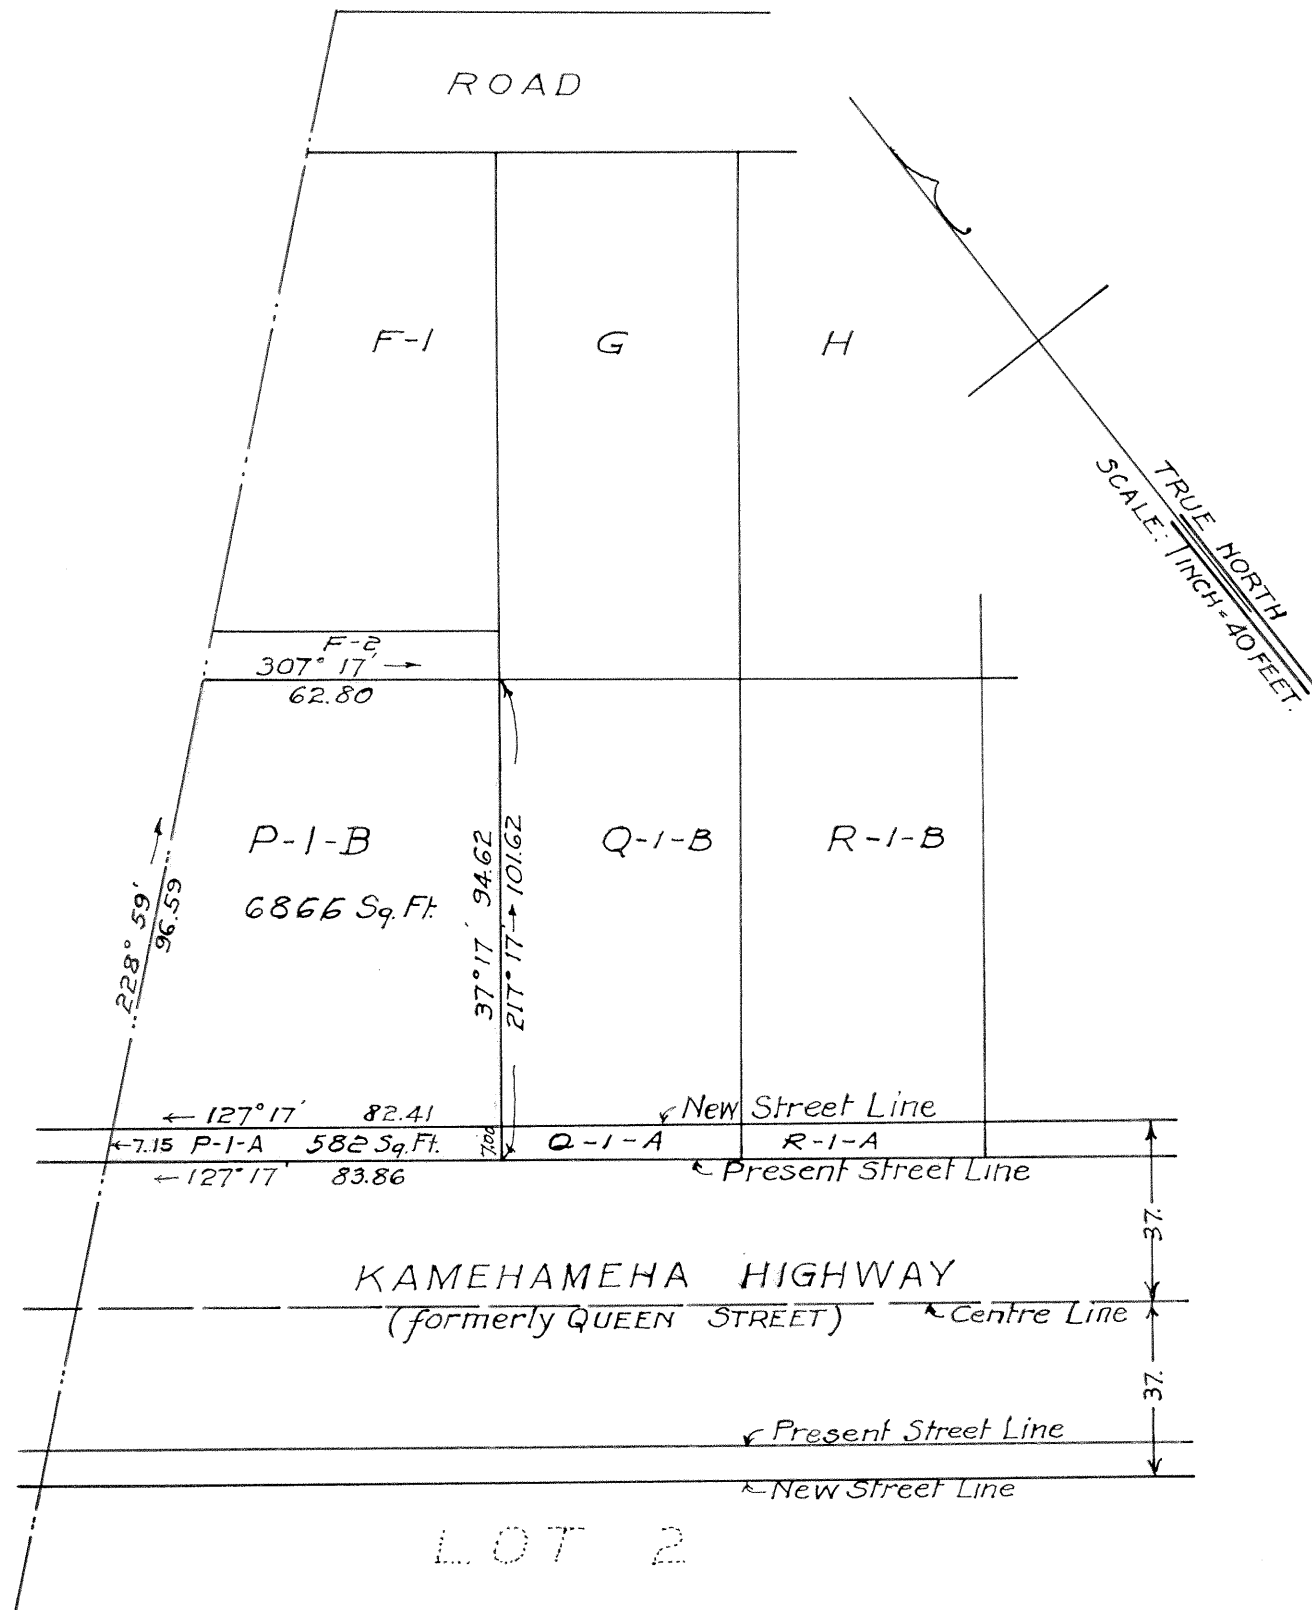 ROAD
F-1
G
H
TRUE NORTH
SCALE: 1 INCH = 40 FEET.
F-2
307° 17' →
62.80
P-1-B
6866 Sq. Ft.
Q-1-B
R-1-B
228° 59' →
96.59
37° 17' 94.62
217° 17' → 101.62
← 127° 17' 82.41
New Street Line
← 7.15 P-1-A 582 Sq. Ft.
7.00
Q-1-A
R-1-A
← 127° 17' 83.86
Present Street Line
37.
KAMEHAMEHA HIGHWAY
(formerly QUEEN STREET)
Centre Line
37.
Present Street Line
New Street Line
LOT 2